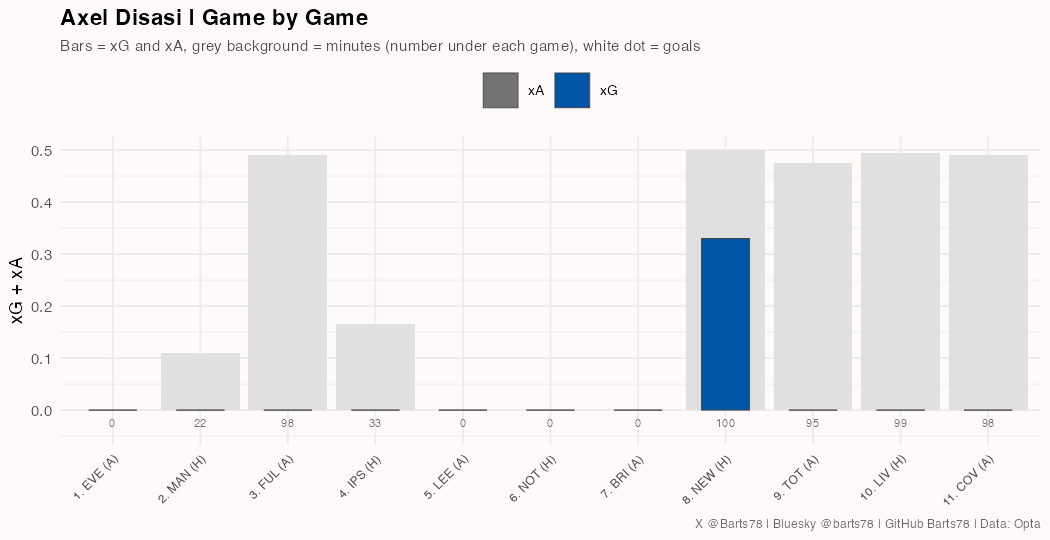 Axel Disasi | Game by Game
Bars = xG and xA, grey background = minutes (number under each game), white dot = goals
xA
xG
xG + xA
0.5
0.4
0.3
0.2
0.1
0.0
0
22
98
33
0
0
0
100
95
99
98
1. EVE (A)
2. MAN (H)
3. FUL (A)
4. IPS (H)
5. LEE (A)
6. NOT (H)
7. BRI (A)
8. NEW (H)
9. TOT (A)
10. LIV (H)
11. COV (A)
X @Barts78 | Bluesky @barts78 | GitHub Barts78 | Data: Opta